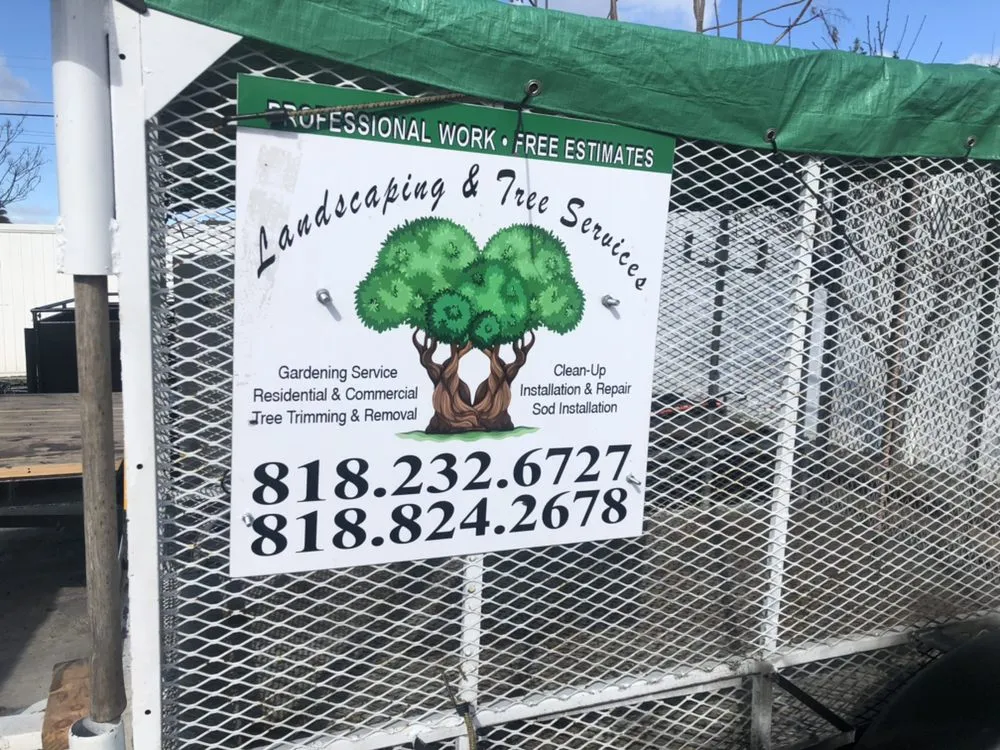 PROFESSIONAL WORK • FREE ESTIMATES
Landscaping & Tree Services
Gardening Service
Residential & Commercial
Tree Trimming & Removal
Clean-Up
Installation & Repair
Sod Installation
818.232.6727
818.824.2678